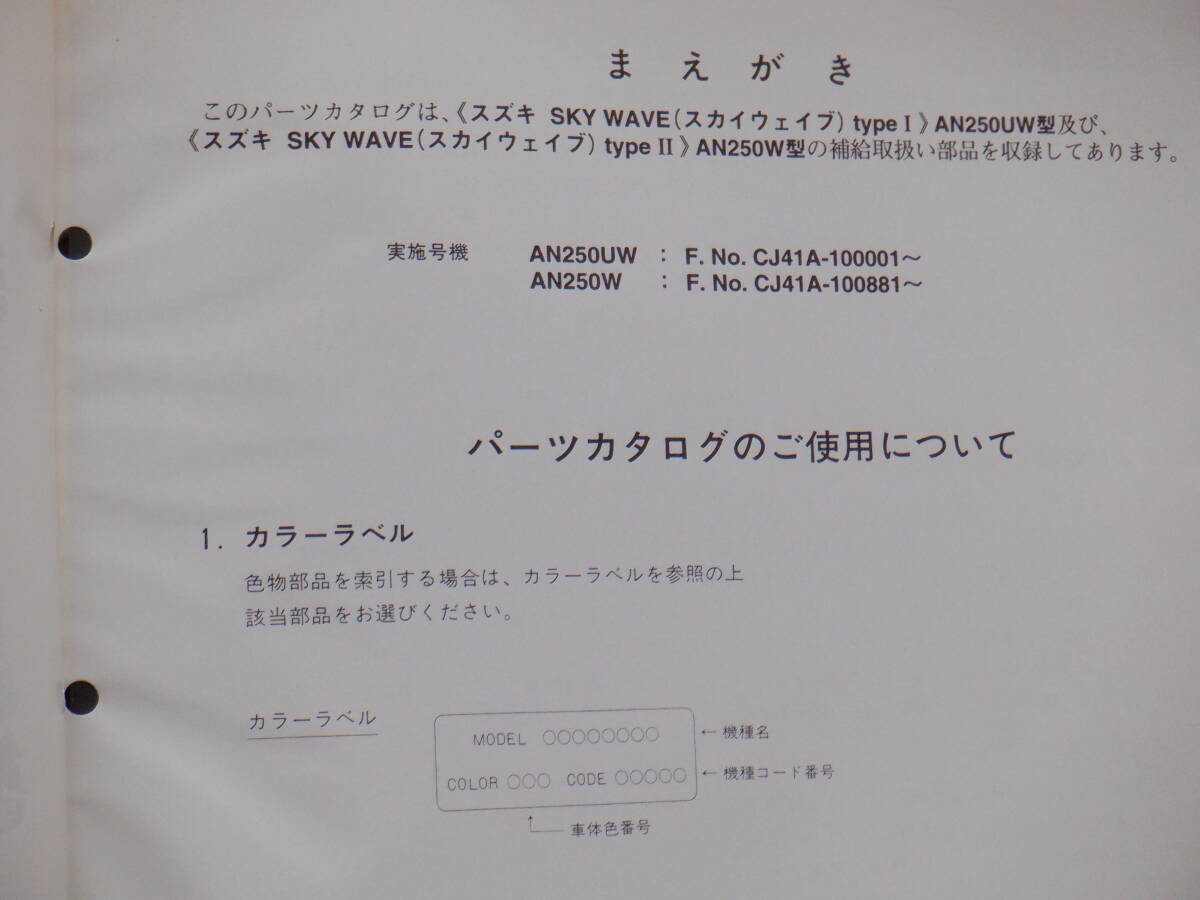 まえがき
このパーツカタログは、《スズキ SKY WAVE(スカイウェイブ) type I 》AN250UW型及び、
《スズキ SKY WAVE(スカイウェイブ) type II 》AN250W型の補給取扱い部品を収録してあります。
実施号機 AN250UW : F. No. CJ41A-100001〜
AN250W : F. No. CJ41A-100881〜
パーツカタログのご使用について
1. カラーラベル
色物部品を索引する場合は、カラーラベルを参照の上
該当部品をお選びください。
カラーラベル
MODEL ○○○○○○○○ ←機種名
COLOR ○○○ CODE ○○○○○ ←機種コード番号
車体色番号